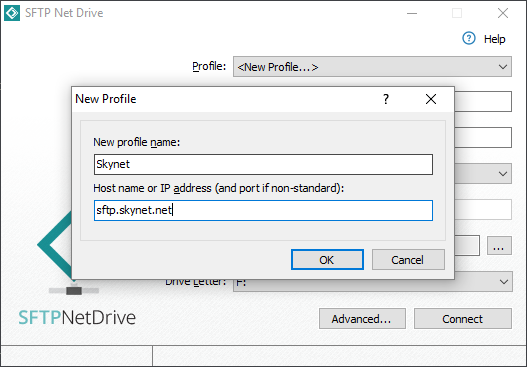 SFTP Net Drive
Help
Profile: <New Profile...>
New Profile
?
New profile name:
Skynet
Host name or IP address (and port if non-standard):
sftp.skynet.net
OK Cancel
...
Drive Letter: F:
SFTPNetDrive
Advanced... Connect